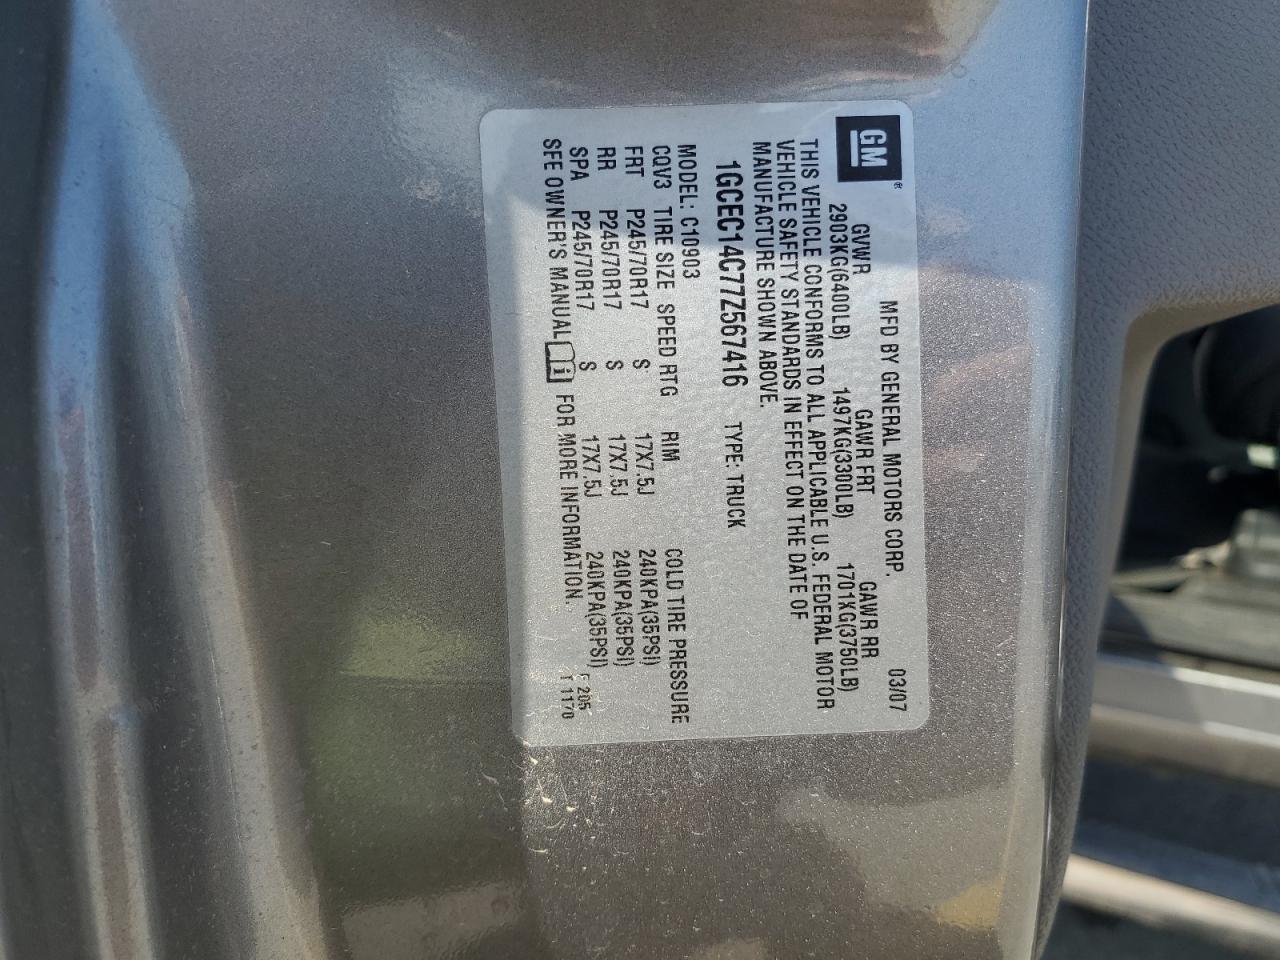 GM®
MFD BY GENERAL MOTORS CORP. 03/07
GVWR GAWR FRT GAWR RR
2903KG(6400LB) 1497KG(3300LB) 1701KG(3750LB)
THIS VEHICLE CONFORMS TO ALL APPLICABLE U.S. FEDERAL MOTOR
VEHICLE SAFETY STANDARDS IN EFFECT ON THE DATE OF
MANUFACTURE SHOWN ABOVE.
1GCEC14C77Z567416 TYPE: TRUCK
MODEL: C10903
CQV3 TIRE SIZE SPEED RTG RIM COLD TIRE PRESSURE
FRT P245/70R17 S 17X7.5J 240KPA(35PSI)
RR P245/70R17 S 17X7.5J 240KPA(35PSI)
SPA P245/70R17 S 17X7.5J 240KPA(35PSI)
SEE OWNER'S MANUAL i FOR MORE INFORMATION.
F 205
T 1170